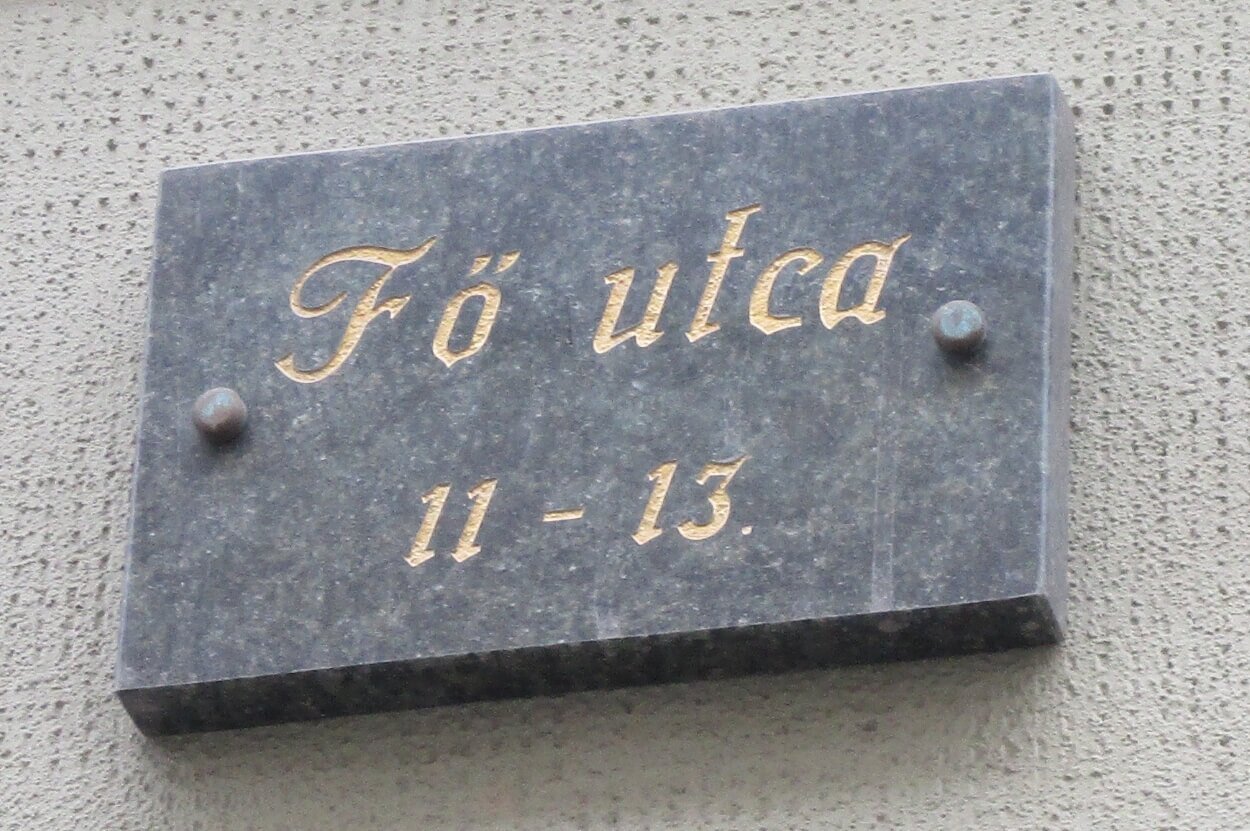 Fő utca
11 - 13.